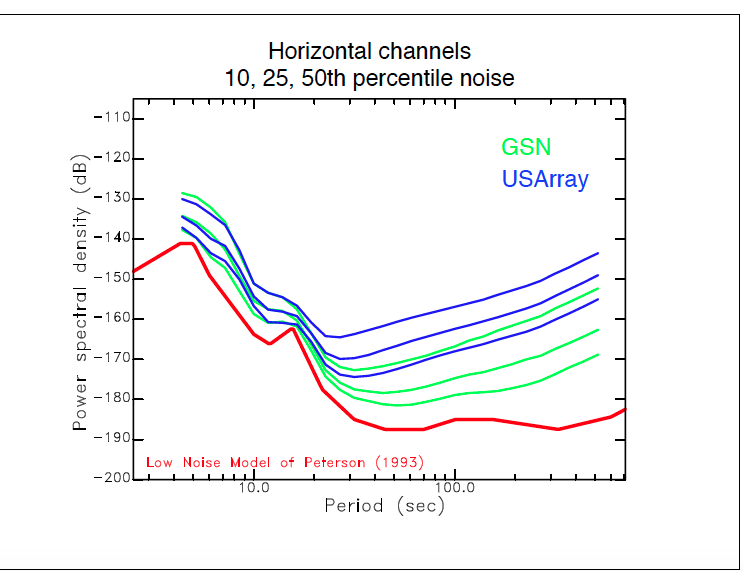 Horizontal channels
10, 25, 50th percentile noise
GSN
USArray
Power spectral density (dB)
−110
−120
−130
−140
−150
−160
−170
−180
−190
−200
Low Noise Model of Peterson (1993)
10.0
100.0
Period (sec)